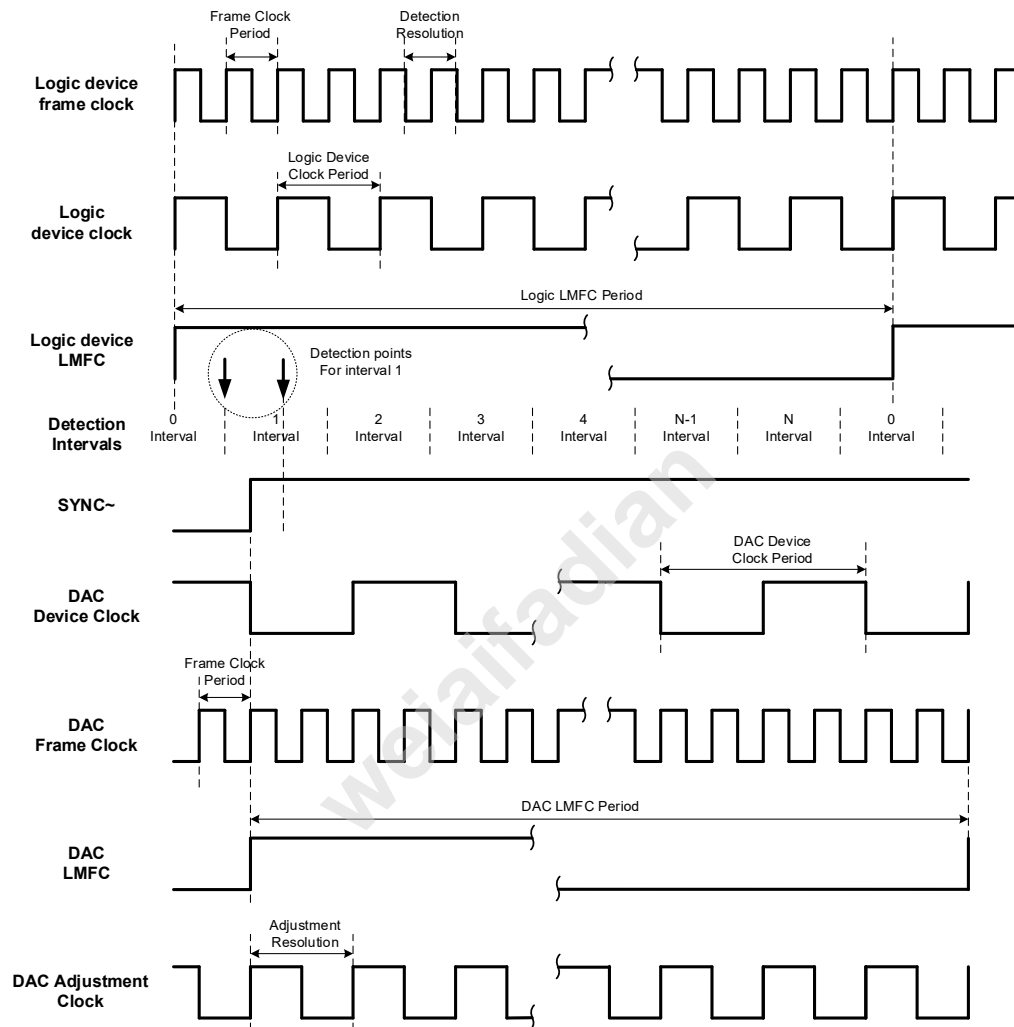 Frame Clock
Period
Detection
Resolution
Logic device
frame clock
Logic Device
Clock Period
Logic
device clock
Logic LMFC Period
Logic device
LMFC
Detection points
For interval 1
Detection
Intervals
0
Interval
1
Interval
2
Interval
3
Interval
4
Interval
N-1
Interval
N
Interval
0
Interval
SYNC~
DAC Device
Clock Period
DAC
Device Clock
Frame Clock
Period
DAC
Frame Clock
DAC LMFC Period
DAC
LMFC
Adjustment
Resolution
DAC Adjustment
Clock
weiaifadian